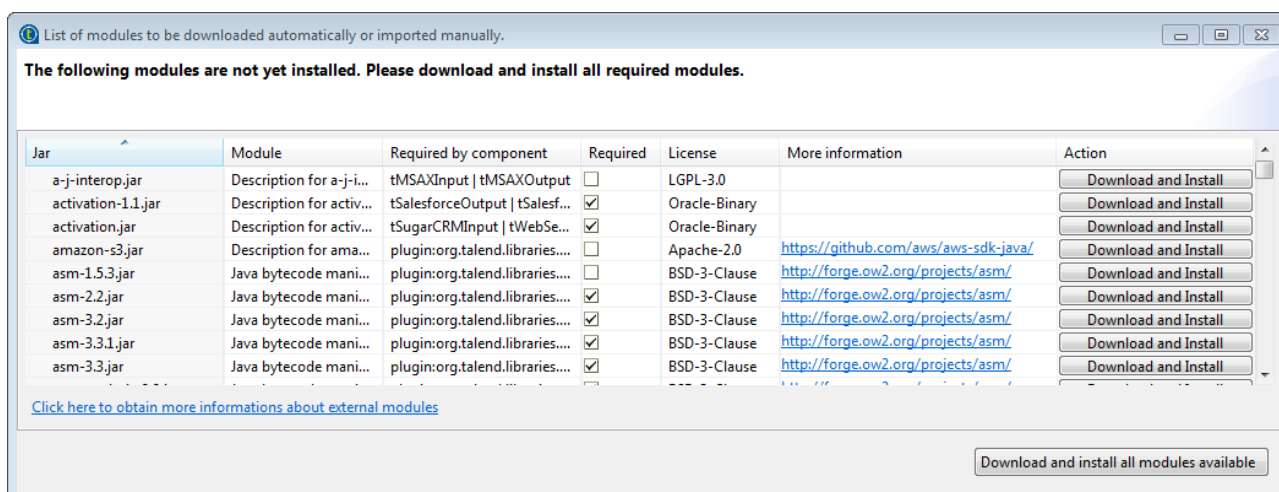 List of modules to be downloaded automatically or imported manually.
The following modules are not yet installed. Please download and install all required modules.
Jar Module Required by component Required License More information Action
a-j-interop.jar Description for a-j-i... tMSAXInput | tMSAXOutput LGPL-3.0 Download and Install
activation-1.1.jar Description for activ... tSalesforceOutput | tSalesf... Oracle-Binary Download and Install
activation.jar Description for activ... tSugarCRMInput | tWebSe... Oracle-Binary Download and Install
amazon-s3.jar Description for ama... plugin:org.talend.libraries.... Apache-2.0 https://github.com/aws/aws-sdk-java/ Download and Install
asm-1.5.3.jar Java bytecode mani... plugin:org.talend.libraries.... BSD-3-Clause http://forge.ow2.org/projects/asm/ Download and Install
asm-2.2.jar Java bytecode mani... plugin:org.talend.libraries.... BSD-3-Clause http://forge.ow2.org/projects/asm/ Download and Install
asm-3.2.jar Java bytecode mani... plugin:org.talend.libraries.... BSD-3-Clause http://forge.ow2.org/projects/asm/ Download and Install
asm-3.3.1.jar Java bytecode mani... plugin:org.talend.libraries.... BSD-3-Clause http://forge.ow2.org/projects/asm/ Download and Install
asm-3.3.jar Java bytecode mani... plugin:org.talend.libraries.... BSD-3-Clause http://forge.ow2.org/projects/asm/ Download and Install
Click here to obtain more informations about external modules
Download and install all modules available